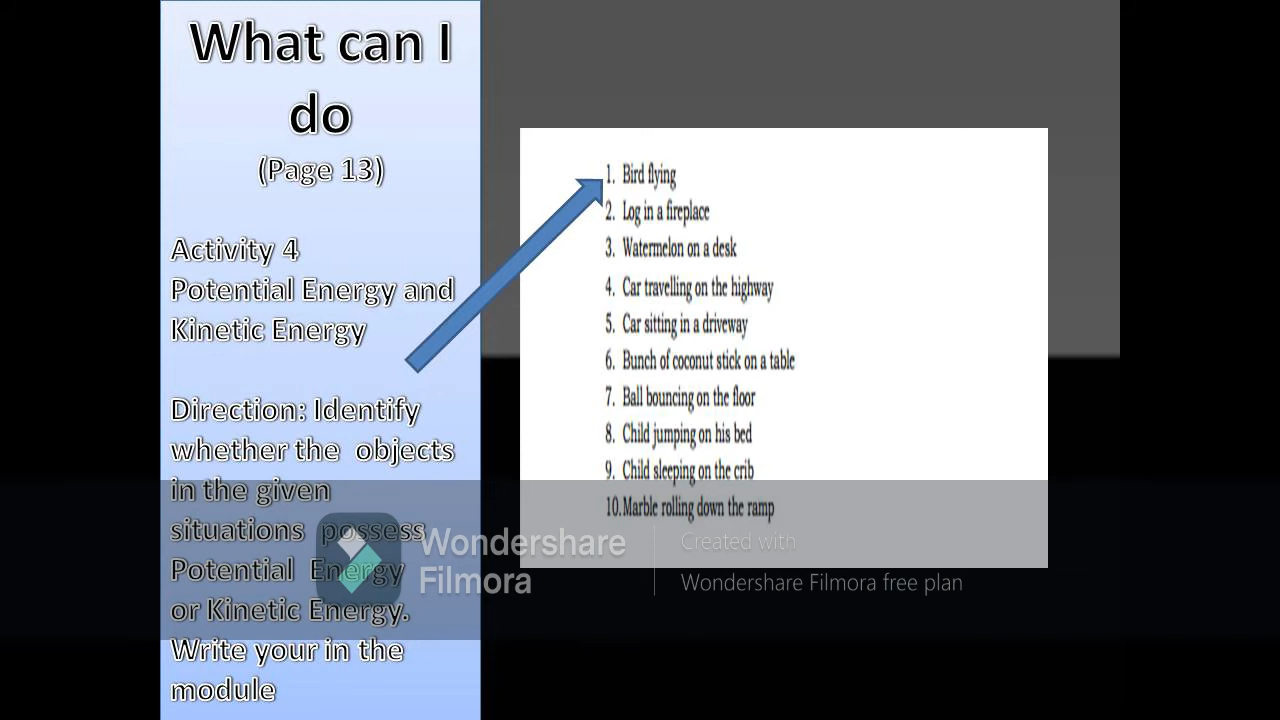 What can I
do
(Page 13)
Activity 4
Potential Energy and
Kinetic Energy
Direction: Identify
whether the objects
in the given
situations possess
Potential Energy
or Kinetic Energy.
Write your in the
module
1. Bird flying
2. Log in a fireplace
3. Watermelon on a desk
4. Car travelling on the highway
5. Car sitting in a driveway
6. Bunch of coconut stick on a table
7. Ball bouncing on the floor
8. Child jumping on his bed
9. Child sleeping on the crib
10.Marble rolling down the ramp
Wondershare
Filmora
Created with
Wondershare Filmora free plan